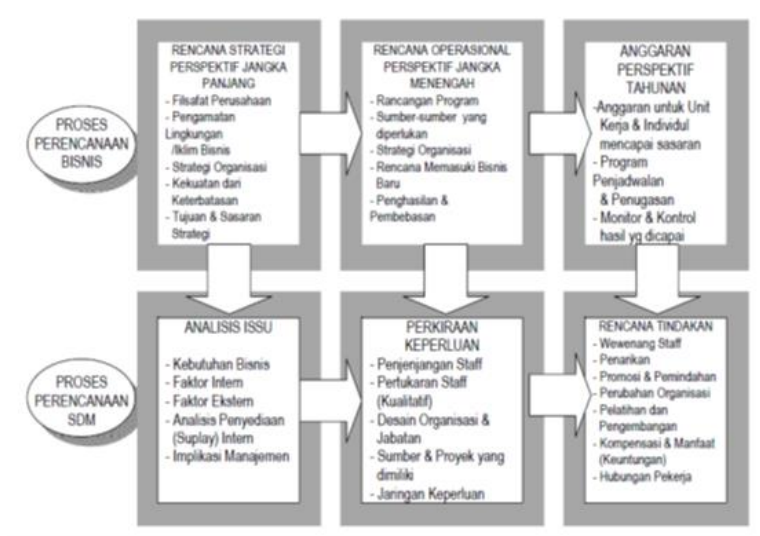 PROSES
PERENCANAAN
BISNIS
RENCANA STRATEGI
PERSPEKTIF JANGKA
PANJANG
- Filsafat Perusahaan
- Pengamatan
Lingkungan
/Iklim Bisnis
- Strategi Organisasi
- Kekuatan dari
Keterbatasan
- Tujuan & Sasaran
Strategi
RENCANA OPERASIONAL
PERSPEKTIF JANGKA
MENENGAH
- Rancangan Program
- Sumber-sumber yang
diperlukan
- Strategi Organisasi
- Rencana Memasuki Bisnis
Baru
- Penghasilan &
Pembebasan
ANGGARAN
PERSPEKTIF
TAHUNAN
-Anggaran untuk Unit
Kerja & Individul
mencapai sasaran
- Program
Penjadwalan
& Penugasan
- Monitor & Kontrol
hasil yg dicapai
PROSES
PERENCANAAN
SDM
ANALISIS ISSU
- Kebutuhan Bisnis
- Faktor Intern
- Faktor Ekstern
- Analisis Penyediaan
(Suplay) Intern
- Implikasi Manajemen
PERKIRAAN
KEPERLUAN
- Penjenjangan Staff
- Pertukaran Staff
(Kualitatif)
- Desain Organisasi &
Jabatan
- Sumber & Proyek yang
dimiliki
- Jaringan Keperluan
RENCANA TINDAKAN
- Wewenang Staff
- Penarikan
- Promosi & Pemindahan
- Perubahan Organisasi
- Pelatihan dan
Pengembangan
- Kompensasi & Manfaat
(Keuntungan)
- Hubungan Pekerja